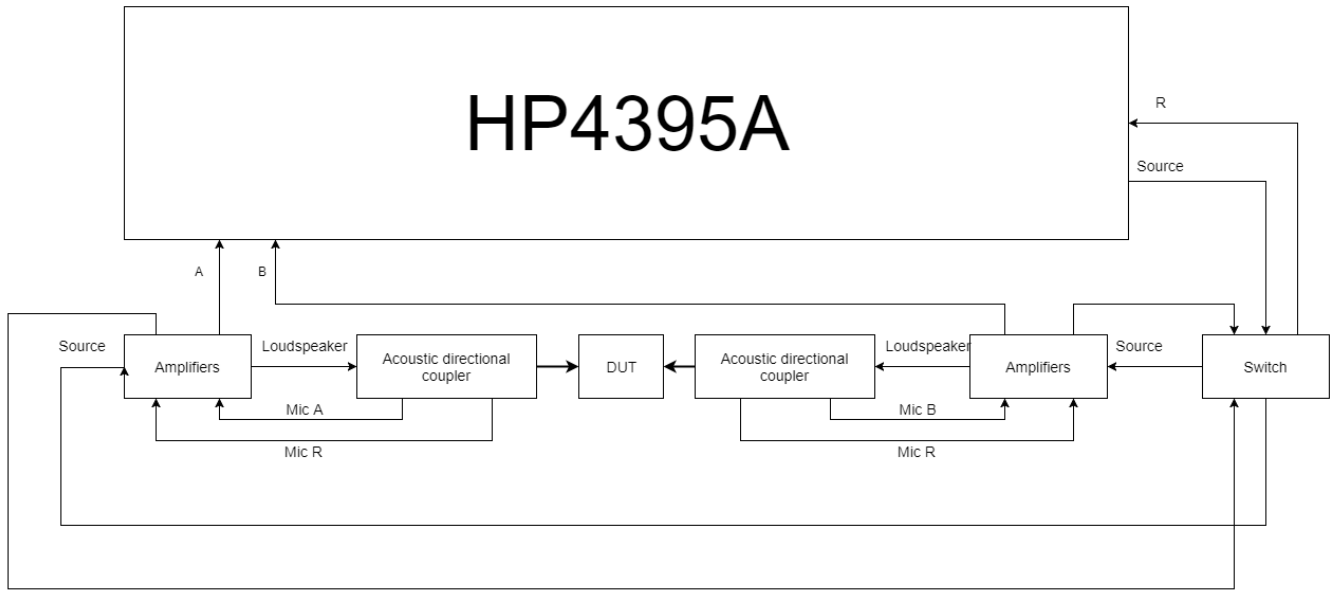 HP4395A
R
Source
A
B
Source
Amplifiers
Loudspeaker
Acoustic directional
coupler
DUT
Acoustic directional
coupler
Loudspeaker
Amplifiers
Source
Switch
Mic A
Mic R
Mic B
Mic R